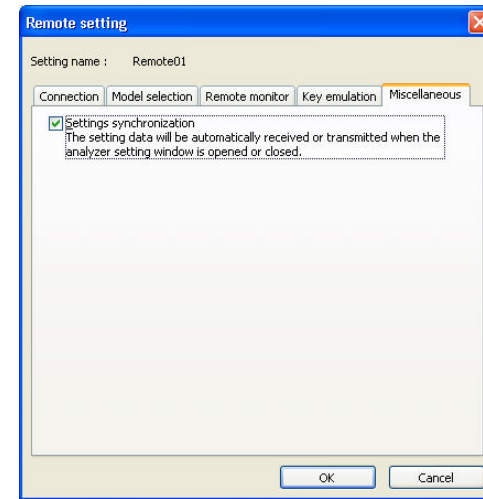 Remote setting
Setting name : Remote01
Connection Model selection Remote monitor Key emulation Miscellaneous
Settings synchronization
The setting data will be automatically received or transmitted when the
analyzer setting window is opened or closed.
OK Cancel